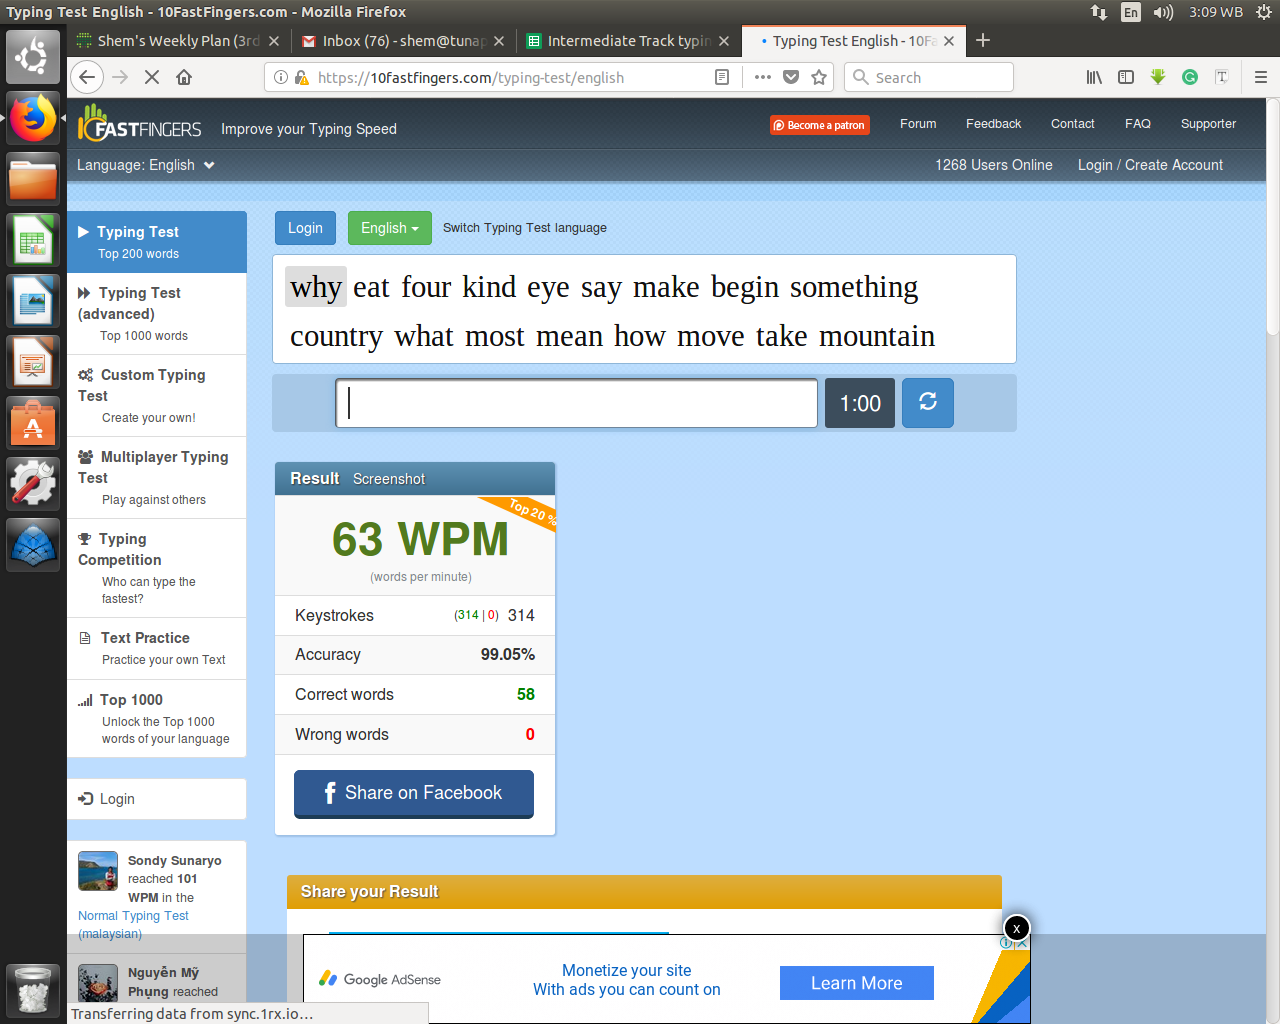 Typing Test English - 10FastFingers.com - Mozilla Firefox
En
3:09 WB
Shem's Weekly Plan (3rd
Inbox (76) - shem@tunap
Intermediate Track typin
Typing Test English - 10Fa
https://10fastfingers.com/typing-test/english
Search
FASTFINGERS
Improve your Typing Speed
Become a patron
Forum
Feedback
Contact
FAQ
Supporter
Language: English
1268 Users Online
Login / Create Account
Typing Test
Top 200 words
Typing Test
(advanced)
Top 1000 words
Custom Typing
Test
Create your own!
Multiplayer Typing
Test
Play against others
Typing
Competition
Who can type the
fastest?
Text Practice
Practice your own Text
Top 1000
Unlock the Top 1000
words of your language
Login
Sondy Sunaryo
reached 101
WPM in the
Normal Typing Test
(malaysian)
Nguyễn Mỹ
Phụng reached
Login
English
Switch Typing Test language
why eat four kind eye say make begin something
country what most mean how move take mountain
1:00
Result
Screenshot
Top 20 %
63 WPM
(words per minute)
Keystrokes (314 | 0) 314
Accuracy 99.05%
Correct words 58
Wrong words 0
Share on Facebook
Share your Result
x
Google AdSense
Monetize your site
With ads you can count on
Learn More
Transferring data from sync.1rx.io...